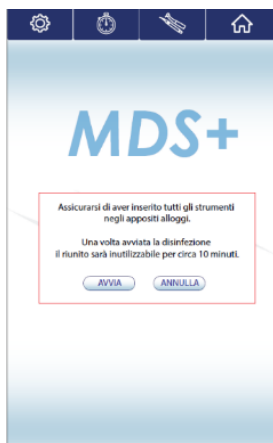 MDS+
Assicurarsi di aver inserito tutti gli strumenti
negli appositi alloggi.
Una volta avviata la disinfezione
il riunito sarà inutilizzabile per circa 10 minuti.
AVVIA ANNULLA